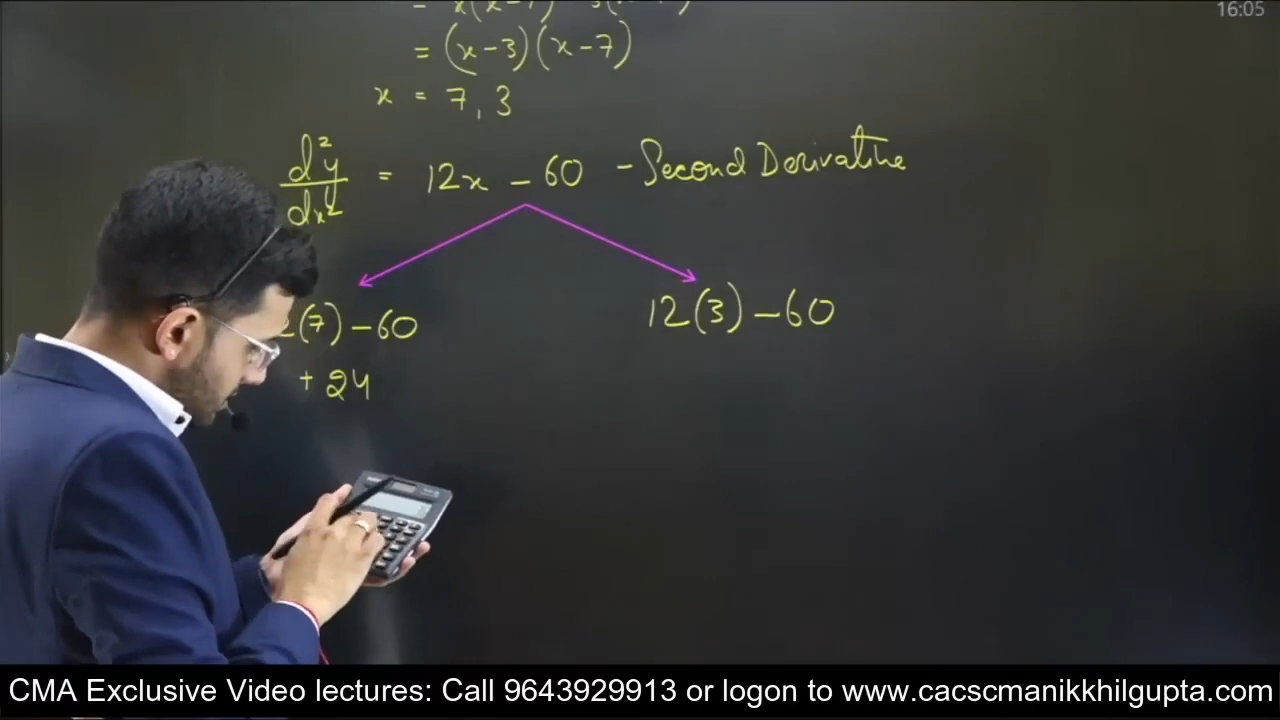 16:05
= (x-3)(x-7)
x = 7, 3
d²y/dx² = 12x - 60 - Second Derivative
(7) - 60
12(3) - 60
+ 24
CMA Exclusive Video lectures: Call 9643929913 or logon to www.cacscmanikkhilgupta.com